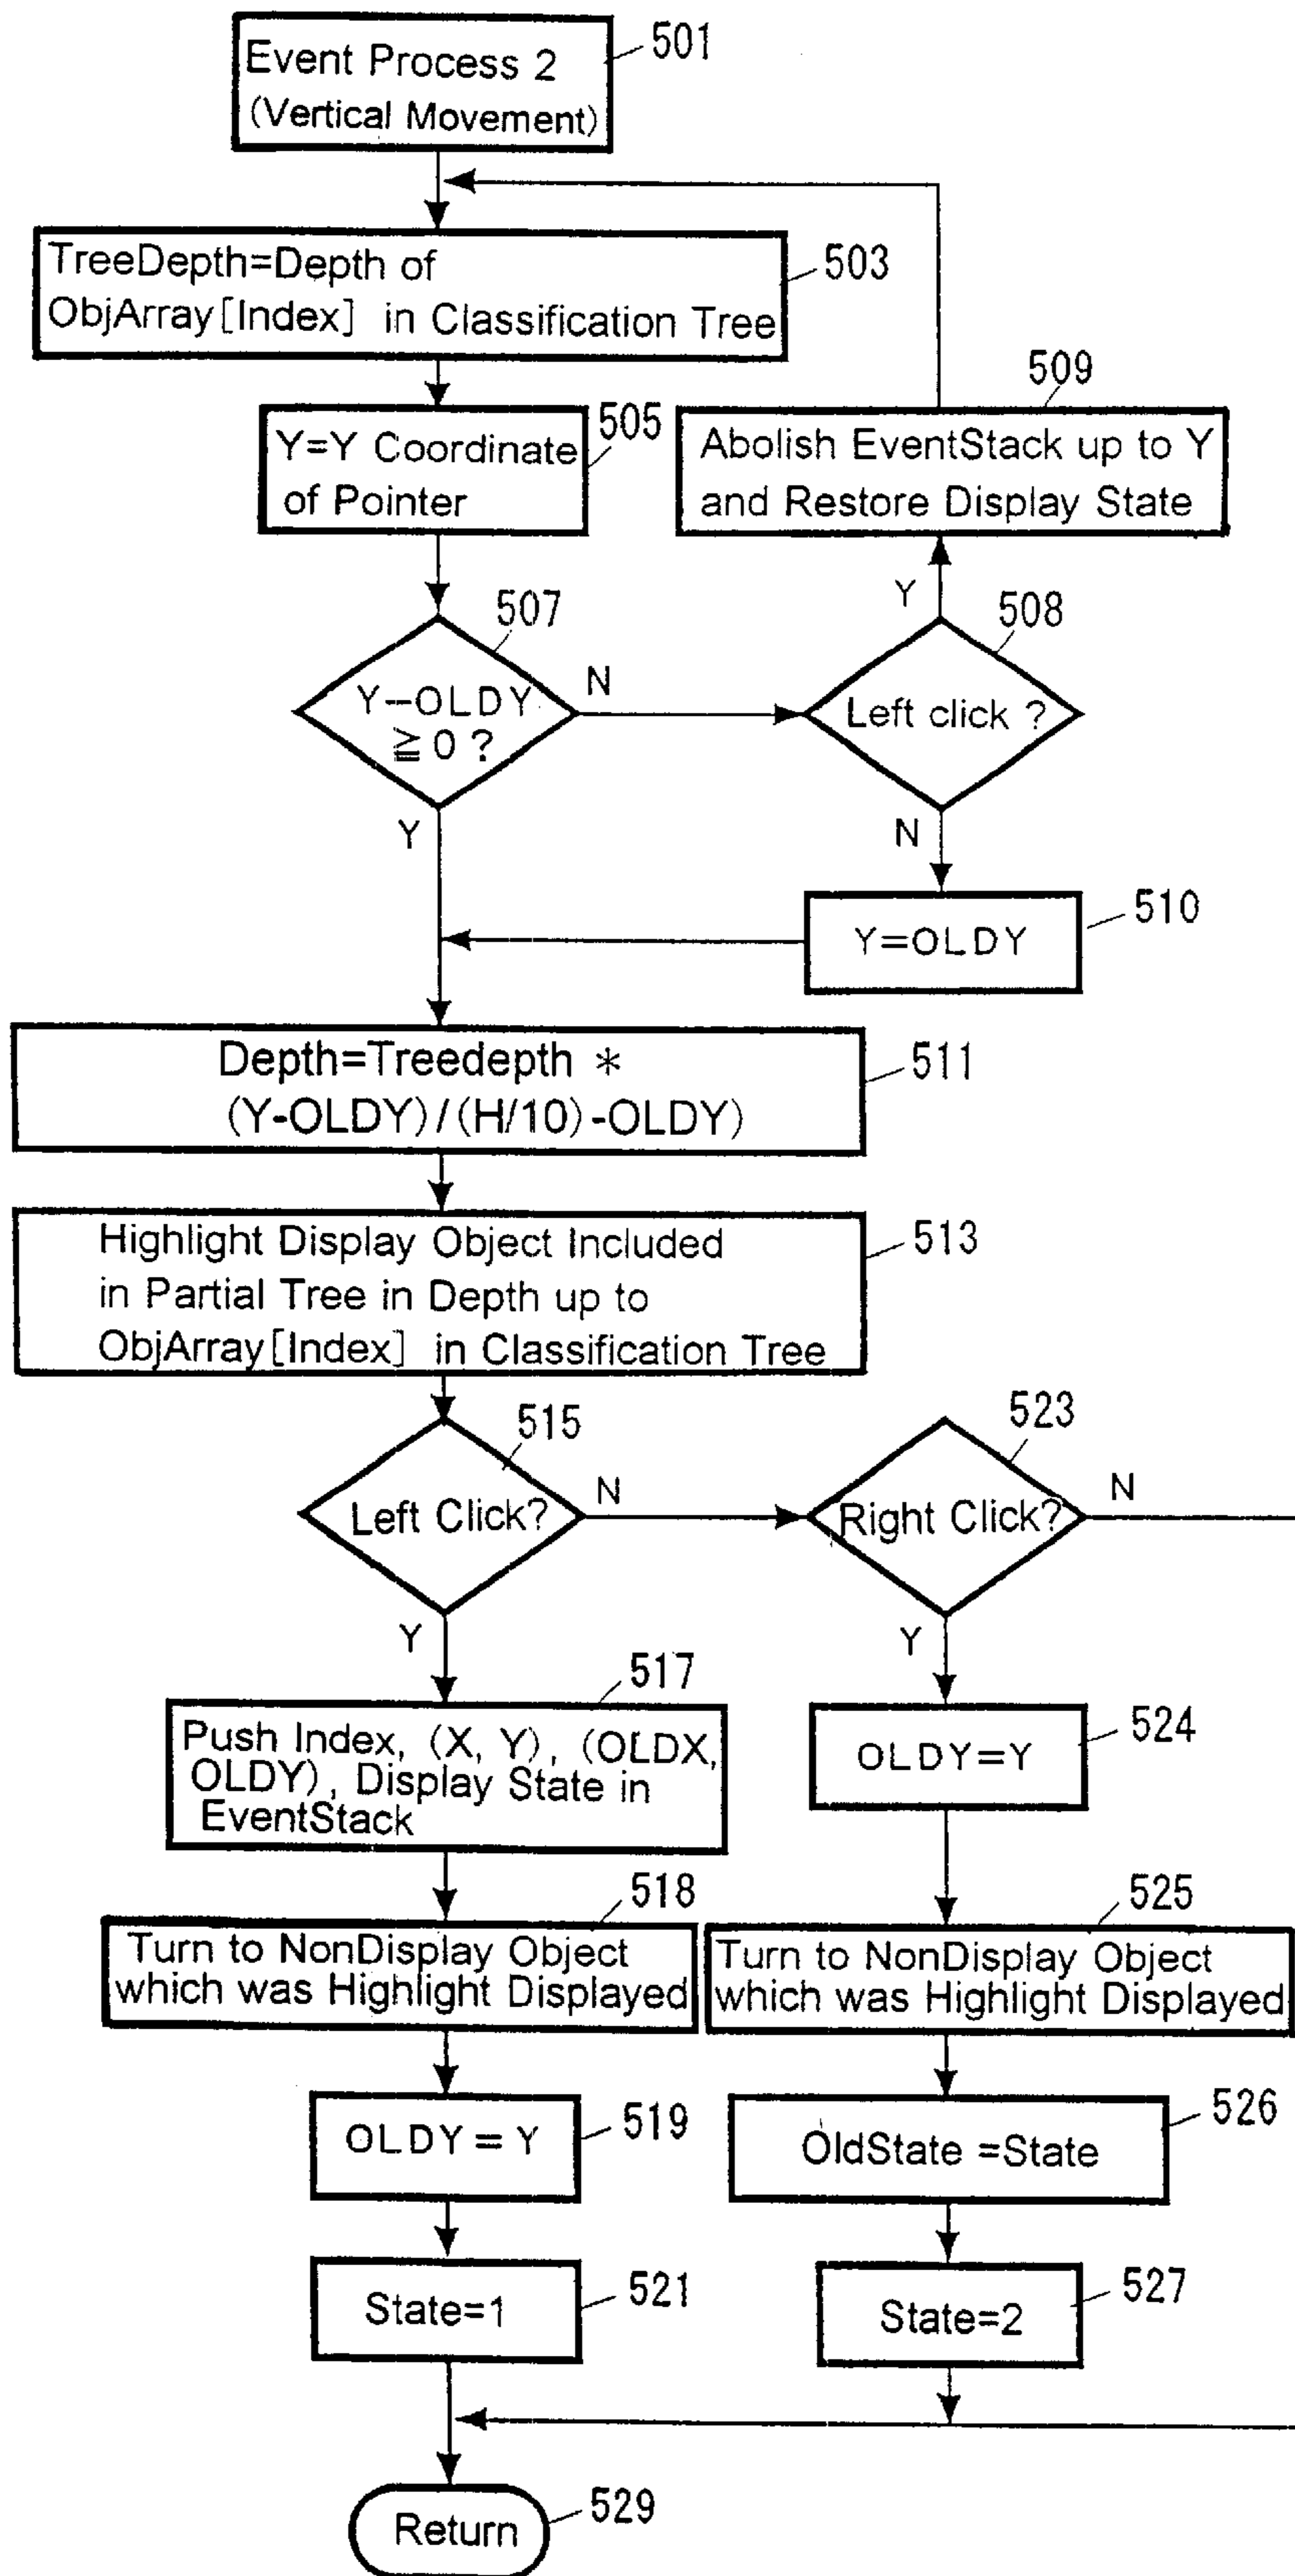 501
Event Process 2
(Vertical Movement)
TreeDepth=Depth of
ObjArray[Index] in Classification Tree
503
Y=Y Coordinate
of Pointer
505
509
Abolish EventStack up to Y
and Restore Display State
Y
507
Y-OLDY
≧0?
N
508
Left click ?
Y
N
Y=OLDY
510
Depth=Treedepth *
(Y-OLDY)/(H/10)-OLDY)
511
Highlight Display Object Included
in Partial Tree in Depth up to
ObjArray[Index] in Classification Tree
513
515
Left Click?
N
523
Right Click?
N
Y
Y
517
Push Index, (X, Y), (OLDX,
OLDY), Display State in
EventStack
OLDY=Y
524
518
Turn to NonDisplay Object
which was Highlight Displayed
525
Turn to NonDisplay Object
which was Highlight Displayed
OLDY=Y
519
OldState =State
526
State=1
521
State=2
527
Return
529